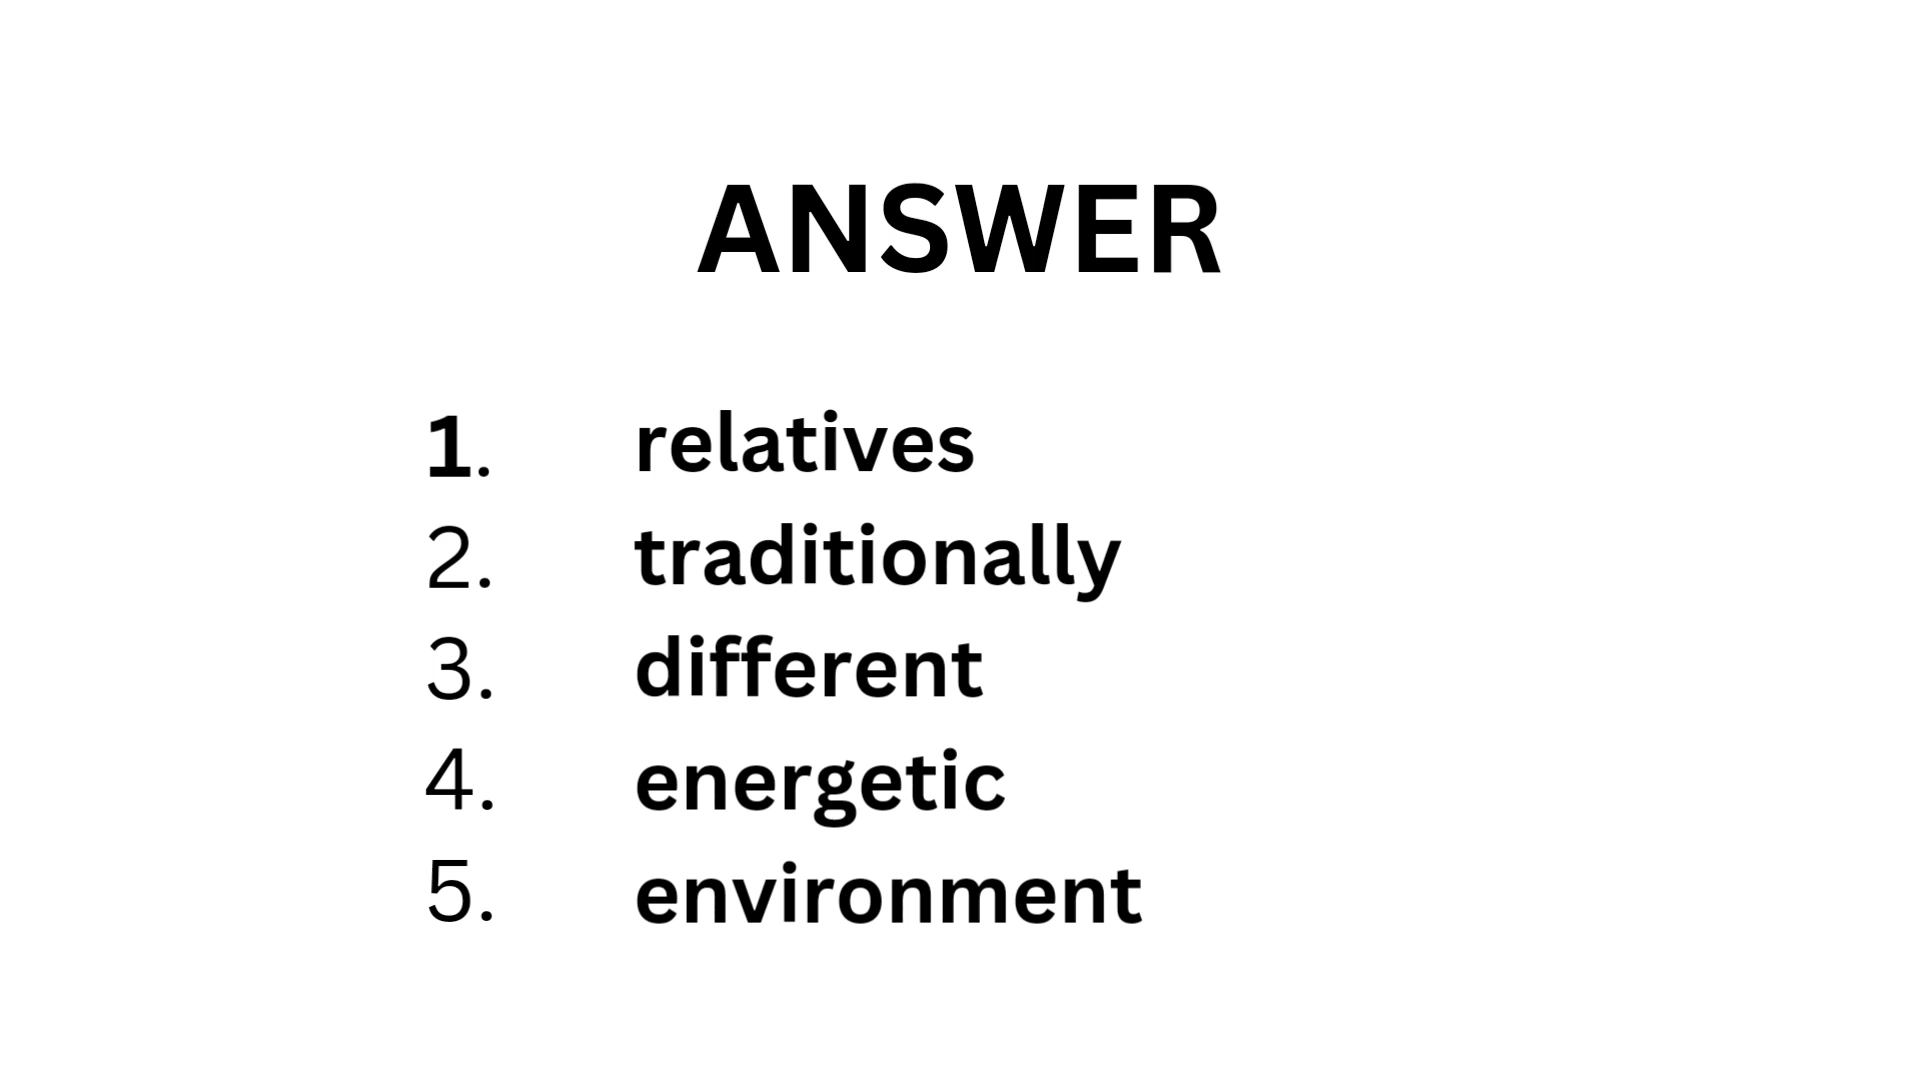 ANSWER
1. relatives
2. traditionally
3. different
4. energetic
5. environment